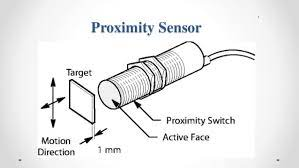 Proximity Sensor
Target
Proximity Switch
Active Face
Motion
Direction
1 mm